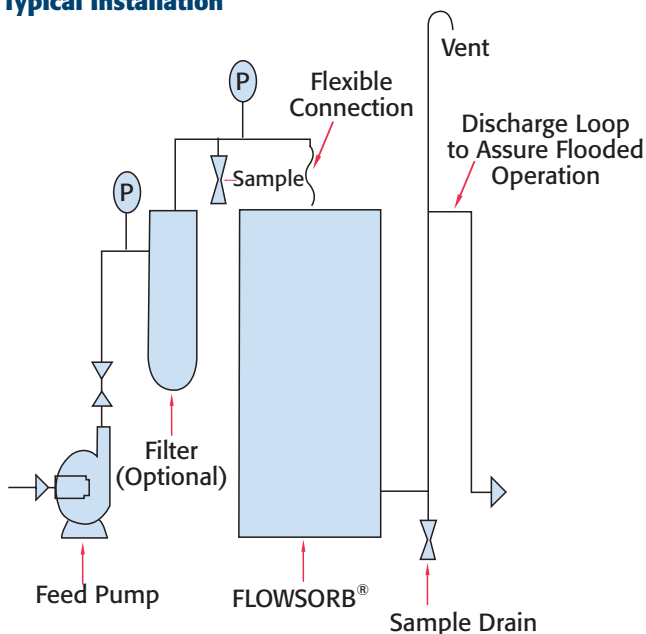 Typical Installation
Vent
P
Flexible
Connection
Discharge Loop
to Assure Flooded
Operation
P
Sample
Filter
(Optional)
Feed Pump
FLOWSORB®
Sample Drain